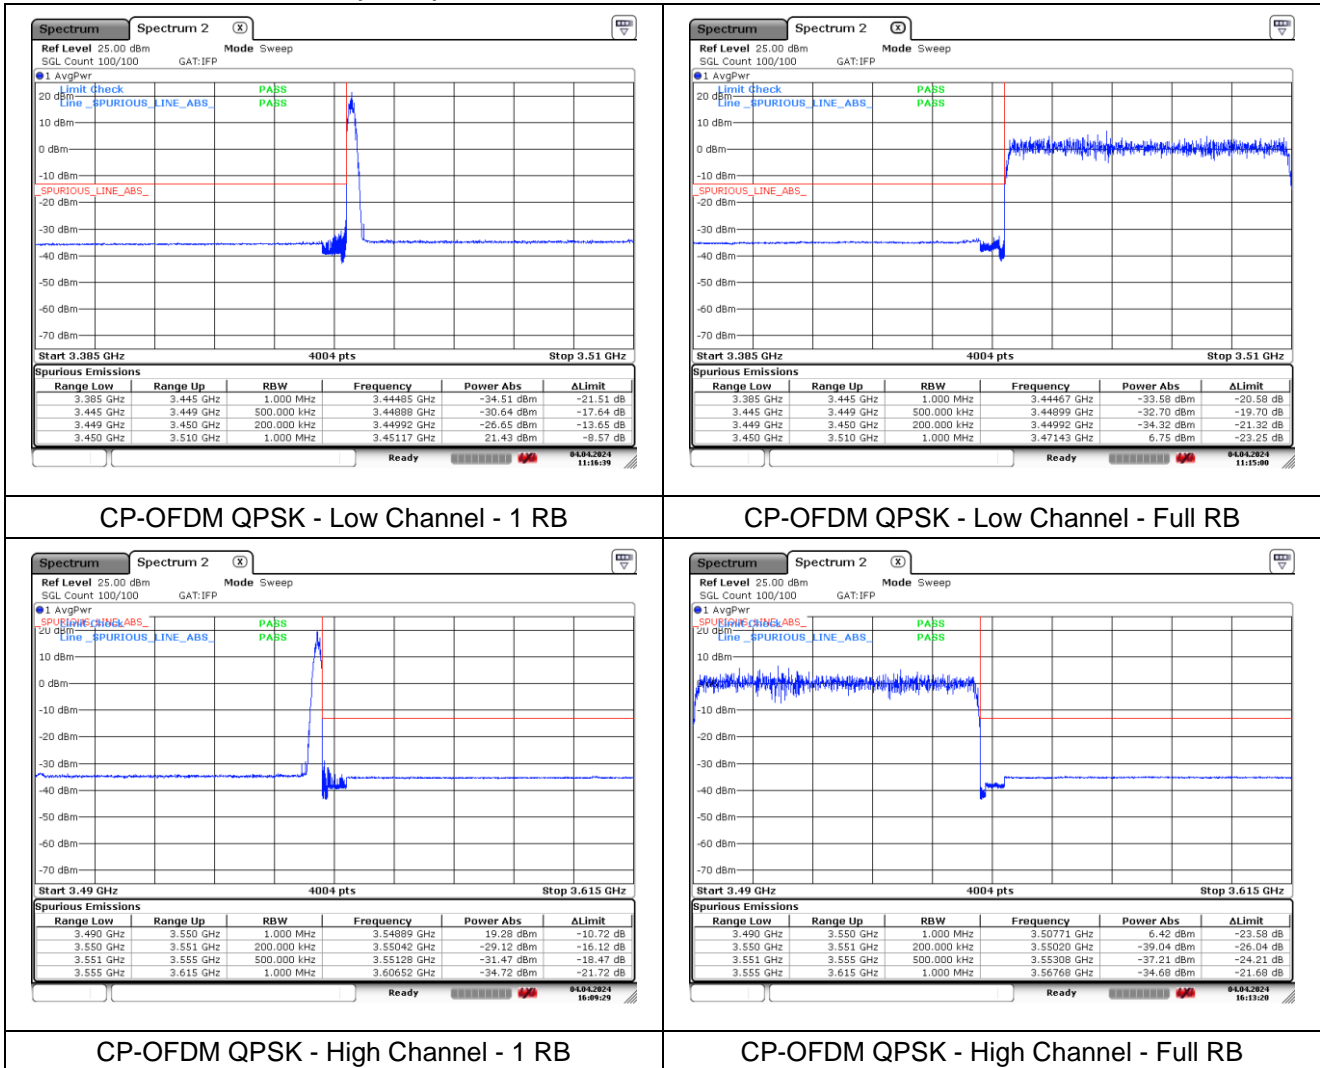 Spectrum Spectrum 2 X
Ref Level 25.00 dBm Mode Sweep
SGL Count 100/100 GAT:IFP
1 AvgPwr
Limit Check PASS
Line _SPURIOUS_LINE_ABS_ PASS
20 dBm
10 dBm
0 dBm
-10 dBm
_SPURIOUS_LINE_ABS_
-20 dBm
-30 dBm
-40 dBm
-50 dBm
-60 dBm
-70 dBm
Start 3.385 GHz 4004 pts Stop 3.51 GHz
Spurious Emissions
Range Low Range Up RBW Frequency Power Abs ΔLimit
3.385 GHz 3.445 GHz 1.000 MHz 3.44485 GHz -34.51 dBm -21.51 dB
3.445 GHz 3.449 GHz 500.000 kHz 3.44888 GHz -30.64 dBm -17.64 dB
3.449 GHz 3.450 GHz 200.000 kHz 3.44992 GHz -26.65 dBm -13.65 dB
3.450 GHz 3.510 GHz 1.000 MHz 3.45117 GHz 21.43 dBm -8.57 dB
Ready 04.04.2024
11:16:39
CP-OFDM QPSK - Low Channel - 1 RB
Spectrum Spectrum 2 X
Ref Level 25.00 dBm Mode Sweep
SGL Count 100/100 GAT:IFP
1 AvgPwr
Limit Check PASS
Line _SPURIOUS_LINE_ABS_ PASS
20 dBm
10 dBm
0 dBm
-10 dBm
_SPURIOUS_LINE_ABS_
-20 dBm
-30 dBm
-40 dBm
-50 dBm
-60 dBm
-70 dBm
Start 3.385 GHz 4004 pts Stop 3.51 GHz
Spurious Emissions
Range Low Range Up RBW Frequency Power Abs ΔLimit
3.385 GHz 3.445 GHz 1.000 MHz 3.44467 GHz -33.58 dBm -20.58 dB
3.445 GHz 3.449 GHz 500.000 kHz 3.44899 GHz -32.70 dBm -19.70 dB
3.449 GHz 3.450 GHz 200.000 kHz 3.44992 GHz -34.32 dBm -21.32 dB
3.450 GHz 3.510 GHz 1.000 MHz 3.47143 GHz 6.75 dBm -23.25 dB
Ready 04.04.2024
11:15:00
CP-OFDM QPSK - Low Channel - Full RB
Spectrum Spectrum 2 X
Ref Level 25.00 dBm Mode Sweep
SGL Count 100/100 GAT:IFP
1 AvgPwr
_SPURIOUS_LINE_ABS_
Limit Check PASS
Line _SPURIOUS_LINE_ABS_ PASS
20 dBm
10 dBm
0 dBm
-10 dBm
-20 dBm
-30 dBm
-40 dBm
-50 dBm
-60 dBm
-70 dBm
Start 3.49 GHz 4004 pts Stop 3.615 GHz
Spurious Emissions
Range Low Range Up RBW Frequency Power Abs ΔLimit
3.490 GHz 3.550 GHz 1.000 MHz 3.54889 GHz 19.28 dBm -10.72 dB
3.550 GHz 3.551 GHz 200.000 kHz 3.55042 GHz -29.12 dBm -16.12 dB
3.551 GHz 3.555 GHz 500.000 kHz 3.55128 GHz -31.47 dBm -18.47 dB
3.555 GHz 3.615 GHz 1.000 MHz 3.60652 GHz -34.72 dBm -21.72 dB
Ready 04.04.2024
16:09:29
CP-OFDM QPSK - High Channel - 1 RB
Spectrum Spectrum 2 X
Ref Level 25.00 dBm Mode Sweep
SGL Count 100/100 GAT:IFP
1 AvgPwr
_SPURIOUS_LINE_ABS_
Limit Check PASS
Line _SPURIOUS_LINE_ABS_ PASS
20 dBm
10 dBm
0 dBm
-10 dBm
-20 dBm
-30 dBm
-40 dBm
-50 dBm
-60 dBm
-70 dBm
Start 3.49 GHz 4004 pts Stop 3.615 GHz
Spurious Emissions
Range Low Range Up RBW Frequency Power Abs ΔLimit
3.490 GHz 3.550 GHz 1.000 MHz 3.50771 GHz 6.42 dBm -23.58 dB
3.550 GHz 3.551 GHz 200.000 kHz 3.55020 GHz -39.04 dBm -26.04 dB
3.551 GHz 3.555 GHz 500.000 kHz 3.55308 GHz -37.21 dBm -24.21 dB
3.555 GHz 3.615 GHz 1.000 MHz 3.56768 GHz -34.68 dBm -21.68 dB
Ready 04.04.2024
16:13:20
CP-OFDM QPSK - High Channel - Full RB